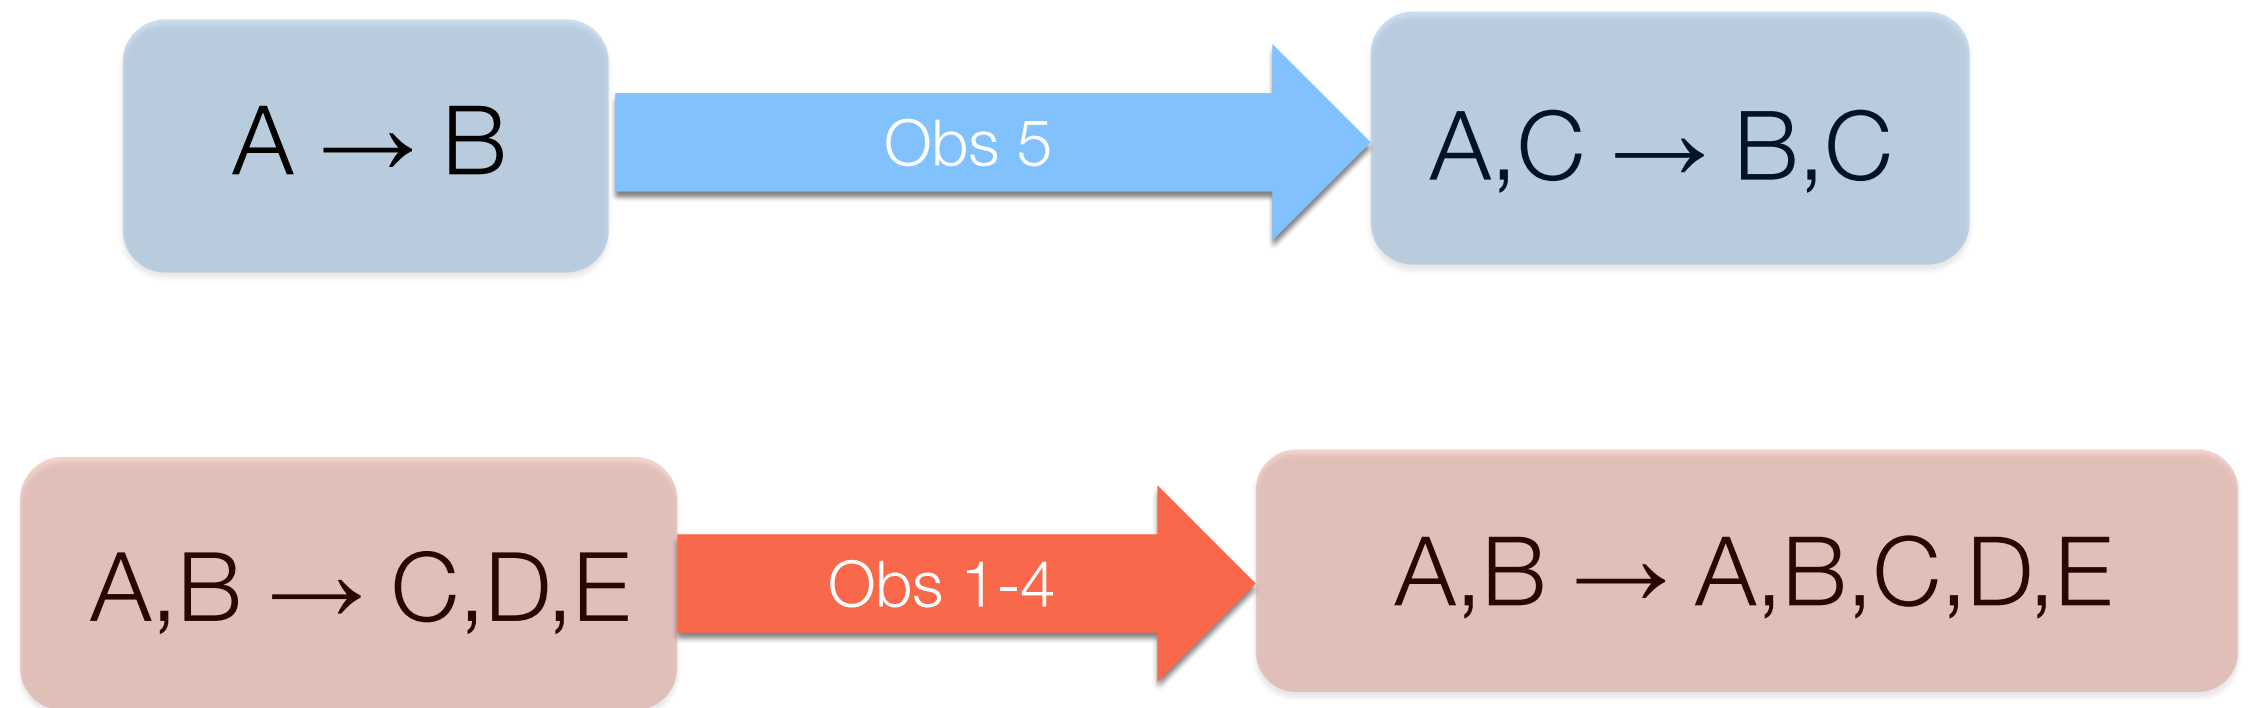 A → B
Obs 5
A,C → B,C
A,B → C,D,E
Obs 1-4
A,B → A,B,C,D,E